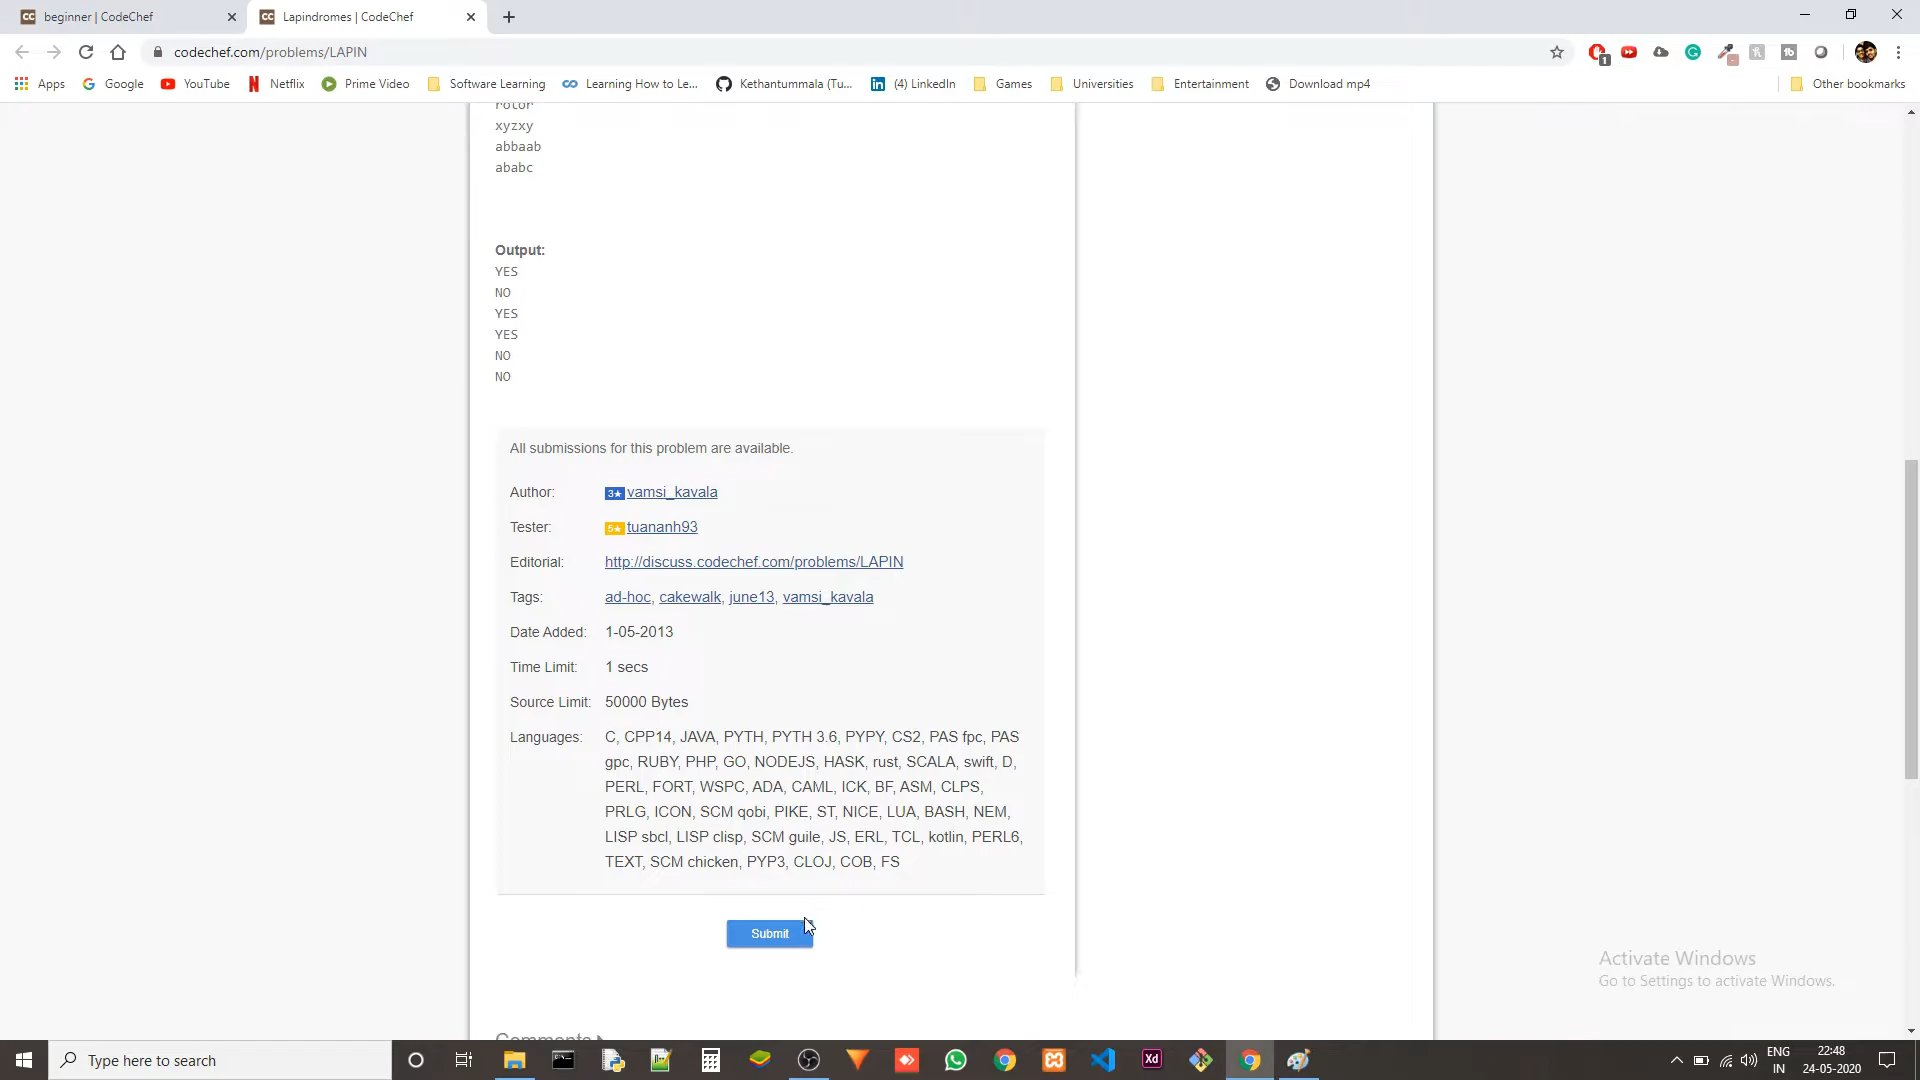 beginner | CodeChef
Lapindromes | CodeChef
codechef.com/problems/LAPIN
Apps Google YouTube Netflix Prime Video Software Learning Learning How to Le... Kethantummala (Tu... (4) LinkedIn Games Universities Entertainment Download mp4 Other bookmarks
rotor
xyzxy
abbaab
ababc
Output:
YES
NO
YES
YES
NO
NO
All submissions for this problem are available.
Author: 3★ vamsi_kavala
Tester: 5★ tuananh93
Editorial: http://discuss.codechef.com/problems/LAPIN
Tags: ad-hoc, cakewalk, june13, vamsi_kavala
Date Added: 1-05-2013
Time Limit: 1 secs
Source Limit: 50000 Bytes
Languages: C, CPP14, JAVA, PYTH, PYTH 3.6, PYPY, CS2, PAS fpc, PAS
gpc, RUBY, PHP, GO, NODEJS, HASK, rust, SCALA, swift, D,
PERL, FORT, WSPC, ADA, CAML, ICK, BF, ASM, CLPS,
PRLG, ICON, SCM qobi, PIKE, ST, NICE, LUA, BASH, NEM,
LISP sbcl, LISP clisp, SCM guile, JS, ERL, TCL, kotlin, PERL6,
TEXT, SCM chicken, PYP3, CLOJ, COB, FS
Submit
Activate Windows
Go to Settings to activate Windows.
Comments
Type here to search
Xd
ENG
IN
22:48
24-05-2020